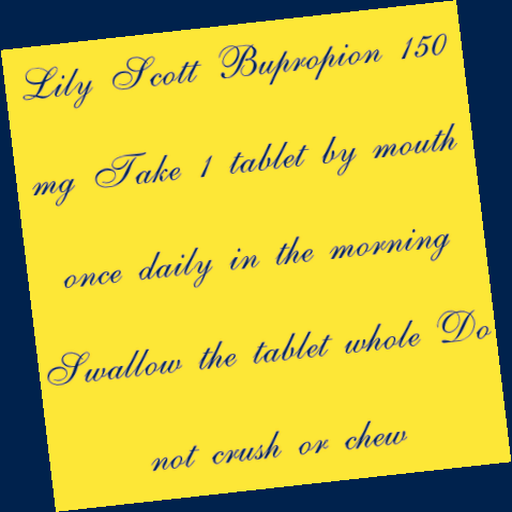 Lily Scott Bupropion 150
mg Take 1 tablet by mouth
once daily in the morning
Swallow the tablet whole Do
not crush or chew